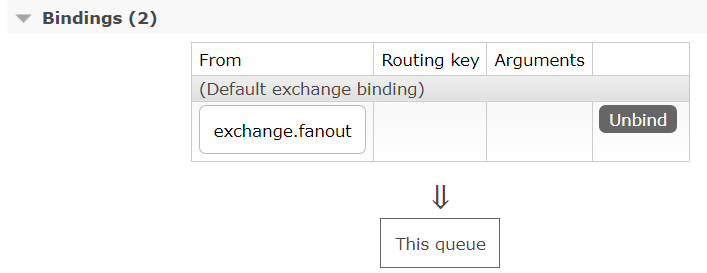 Bindings (2)
From Routing key Arguments
(Default exchange binding)
exchange.fanout Unbind
⇓
This queue